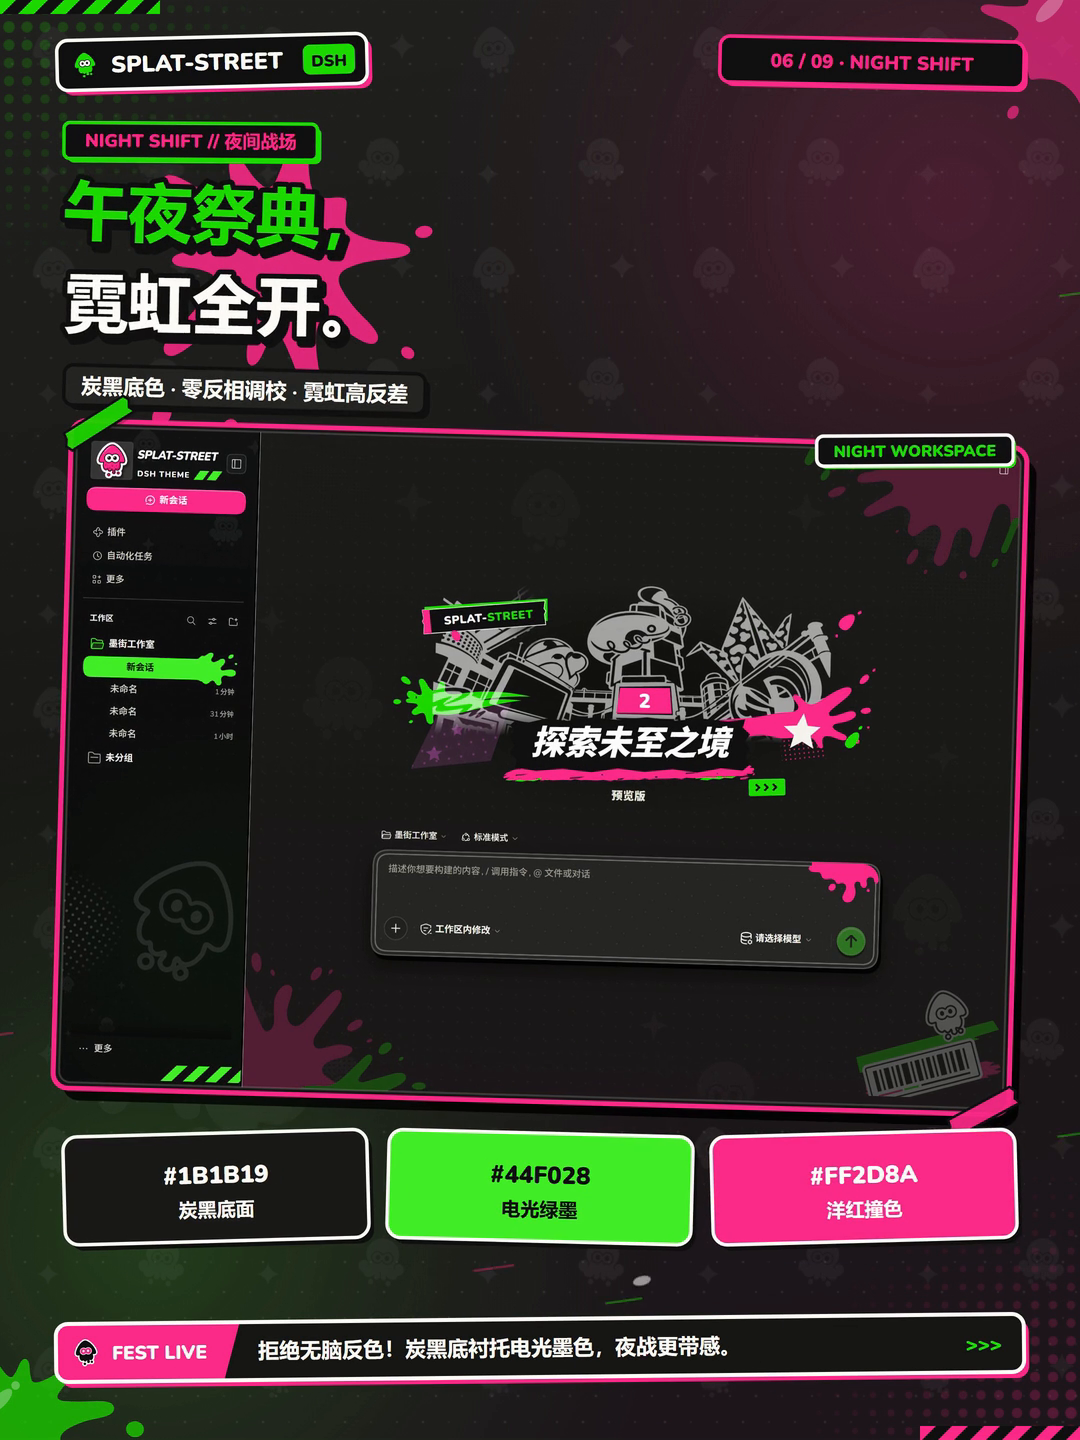 SPLAT-STREET DSH
06 / 09 · NIGHT SHIFT
NIGHT SHIFT // 夜间战场
午夜祭典,
霓虹全开。
炭黑底色 · 零反相调校 · 霓虹高反差
NIGHT WORKSPACE
SPLAT-STREET
DSH THEME
新会话
插件
自动化任务
更多
工作区
墨街工作室
新会话
未命名 1分钟
未命名 31分钟
未命名 1小时
未分组
更多
SPLAT-STREET
2
探索未至之境
>>>
预览版
墨街工作室 标准模式
描述你想要构建的内容, / 调用指令, @ 文件或对话
工作区内修改 请选择模型
#1B1B19
炭黑底面
#44F028
电光绿墨
#FF2D8A
洋红撞色
FEST LIVE 拒绝无脑反色！炭黑底衬托电光墨色，夜战更带感。 >>>